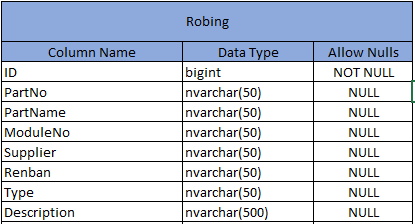 Robing
Column Name Data Type Allow Nulls
ID bigint NOT NULL
PartNo nvarchar(50) NULL
PartName nvarchar(50) NULL
ModuleNo nvarchar(50) NULL
Supplier nvarchar(50) NULL
Renban nvarchar(50) NULL
Type nvarchar(50) NULL
Description nvarchar(500) NULL